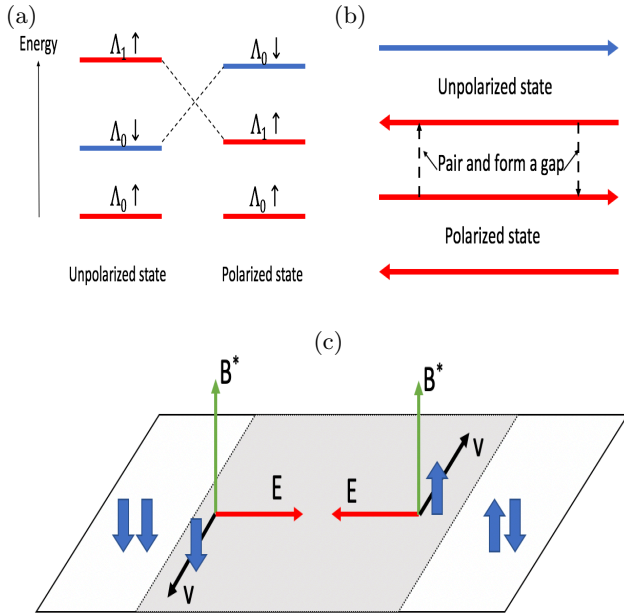 (a)
Energy
Λ1 ↑
Λ0 ↓
Λ0 ↓
Λ1 ↑
Λ0 ↑
Λ0 ↑
Unpolarized state
Polarized state
(b)
Unpolarized state
Pair and form a gap
Polarized state
(c)
B*
B*
E
E
V
V